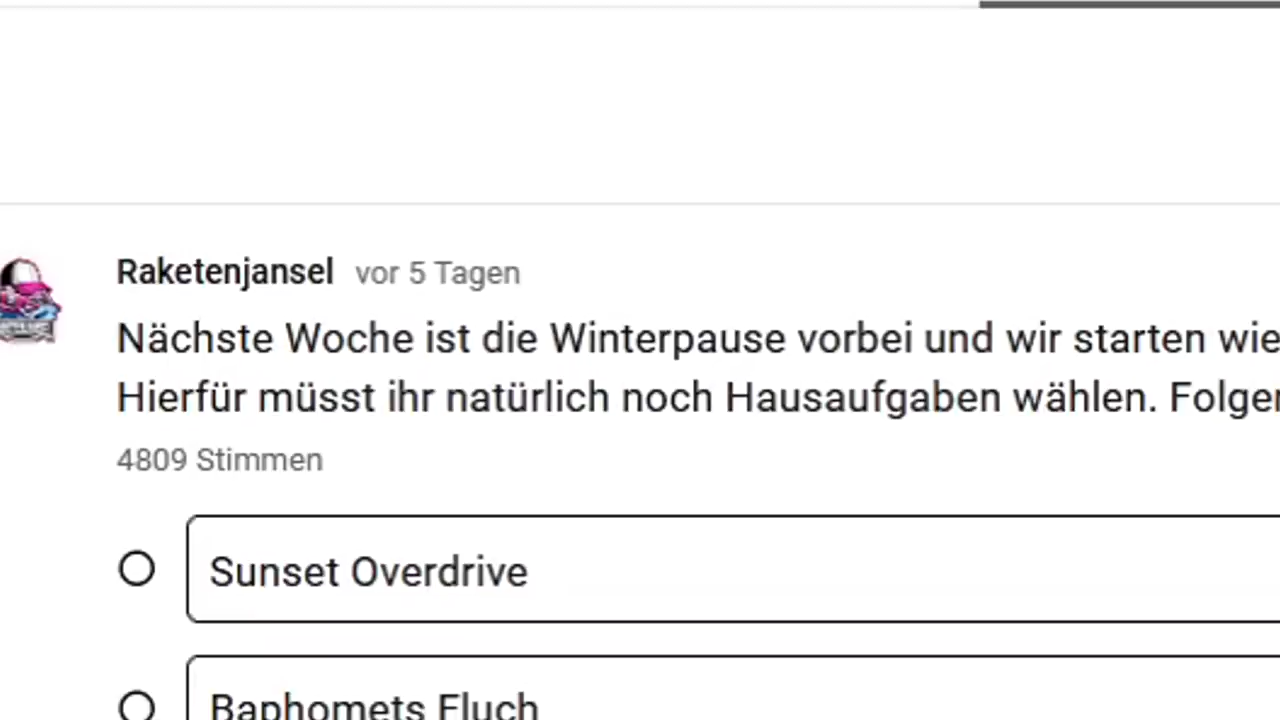 Raketenjansel vor 5 Tagen
Nächste Woche ist die Winterpause vorbei und wir starten wie
Hierfür müsst ihr natürlich noch Hausaufgaben wählen. Folger
4809 Stimmen
Sunset Overdrive
Baphomets Fluch